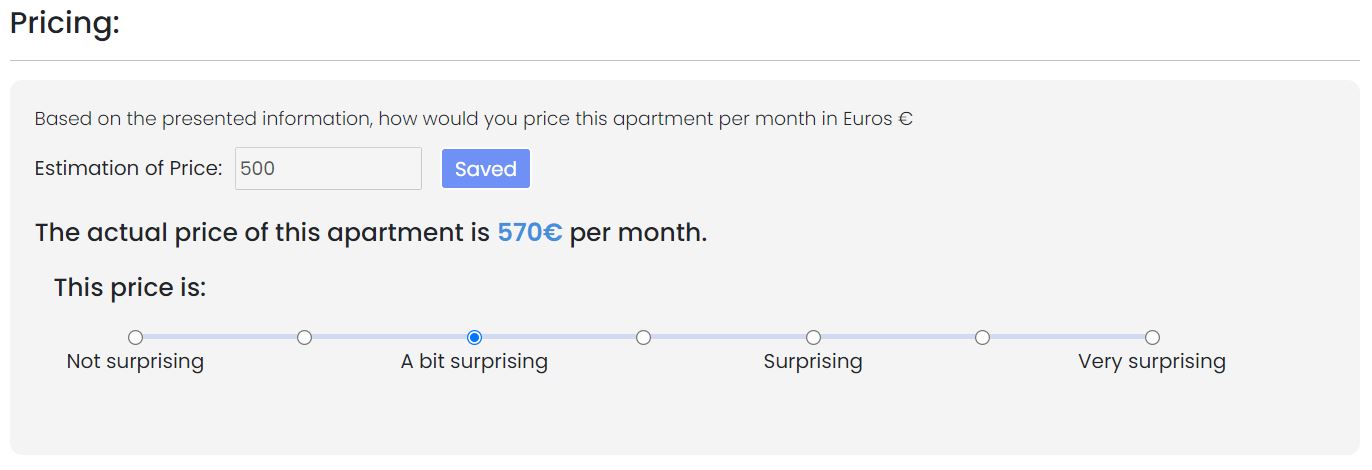 Pricing:
Based on the presented information, how would you price this apartment per month in Euros €
Estimation of Price: 500 Saved
The actual price of this apartment is 570€ per month.
This price is:
Not surprising A bit surprising Surprising Very surprising